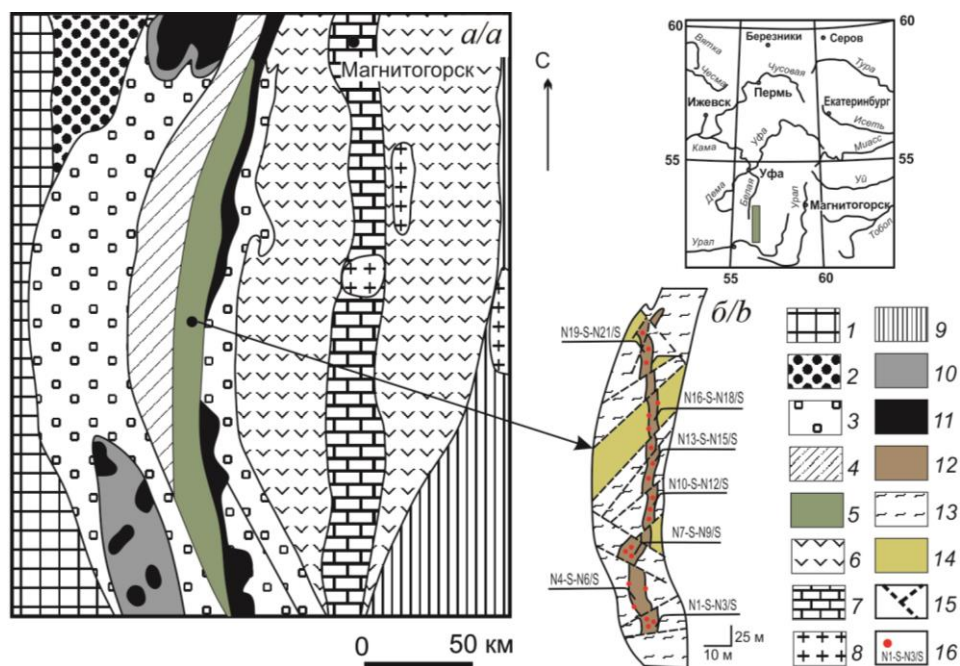 а/а
Магнитогорск
С
0 50 км
60 60
Березники Серов
Вятка
Чесма
Чусовая
Тура
Пермь
Ижевск
Екатеринбург
Исеть
Кама
Уфа
Миасс
55 55
Уфа
Уй
Дема
Белая
Урал
Магнитогорск
Тобол
Урал
55 60
б/b
N19-S-N21/S
N16-S-N18/S
N13-S-N15/S
N10-S-N12/S
N7-S-N9/S
N4-S-N6/S
N1-S-N3/S
25 м
10 м
1 9
2 10
3 11
4 12
5 13
6 14
7 15
8 N1-S-N3/S 16